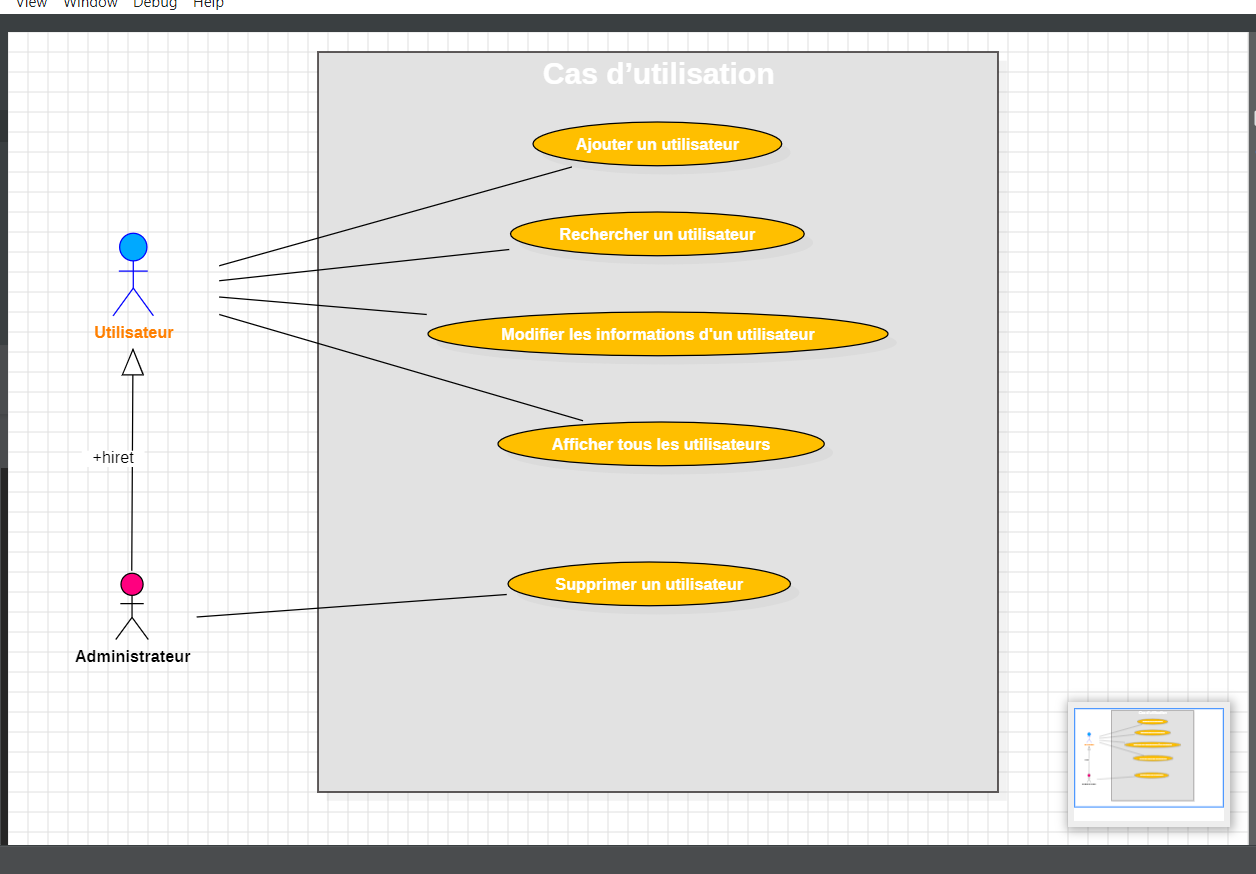 View Window Debug Help
Cas d’utilisation
Ajouter un utilisateur
Rechercher un utilisateur
Utilisateur
Modifier les informations d'un utilisateur
Afficher tous les utilisateurs
+hiret
Supprimer un utilisateur
Administrateur